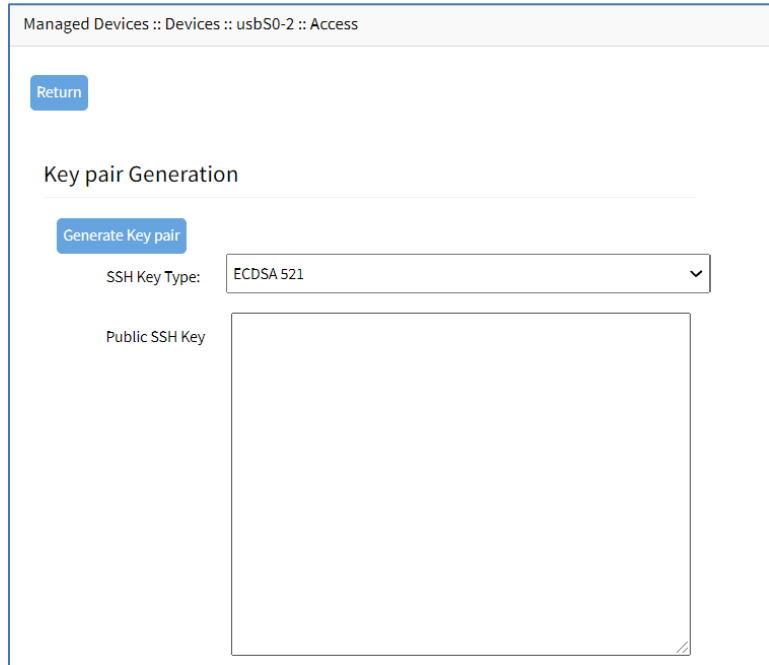 Managed Devices :: Devices :: usbS0-2 :: Access
Return
Key pair Generation
Generate Key pair
SSH Key Type:
ECDSA 521
Public SSH Key